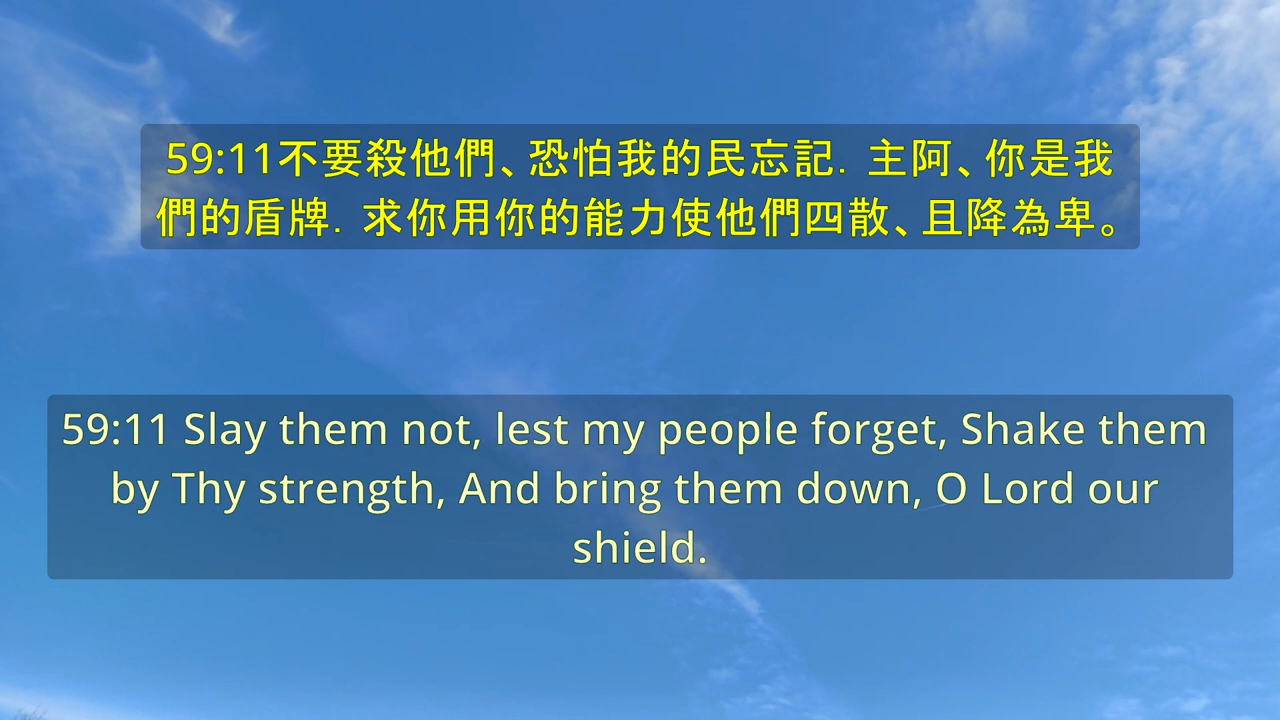 59:11不要殺他們、恐怕我的民忘記．主阿、你是我
們的盾牌．求你用你的能力使他們四散、且降為卑。
59:11 Slay them not, lest my people forget, Shake them
by Thy strength, And bring them down, O Lord our
shield.